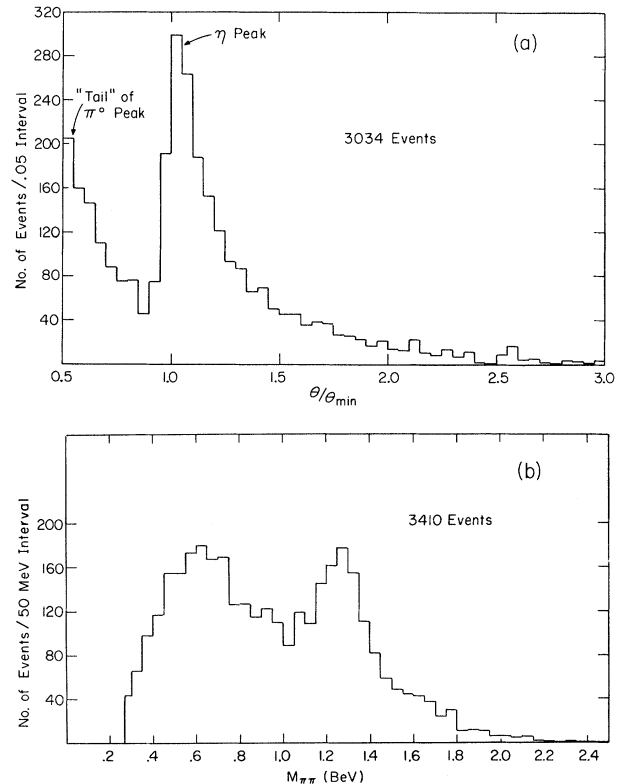 No. of Events/.05 Interval
320
280
240
200
160
120
80
40
(a)
η Peak
"Tail" of
π° Peak
3034 Events
0.5 1.0 1.5 2.0 2.5 3.0
θ/θmin
No. of Events/50 MeV Interval
200
160
120
80
40
(b)
3410 Events
.2 .4 .6 .8 1.0 1.2 1.4 1.6 1.8 2.0 2.2 2.4
Mππ (BeV)